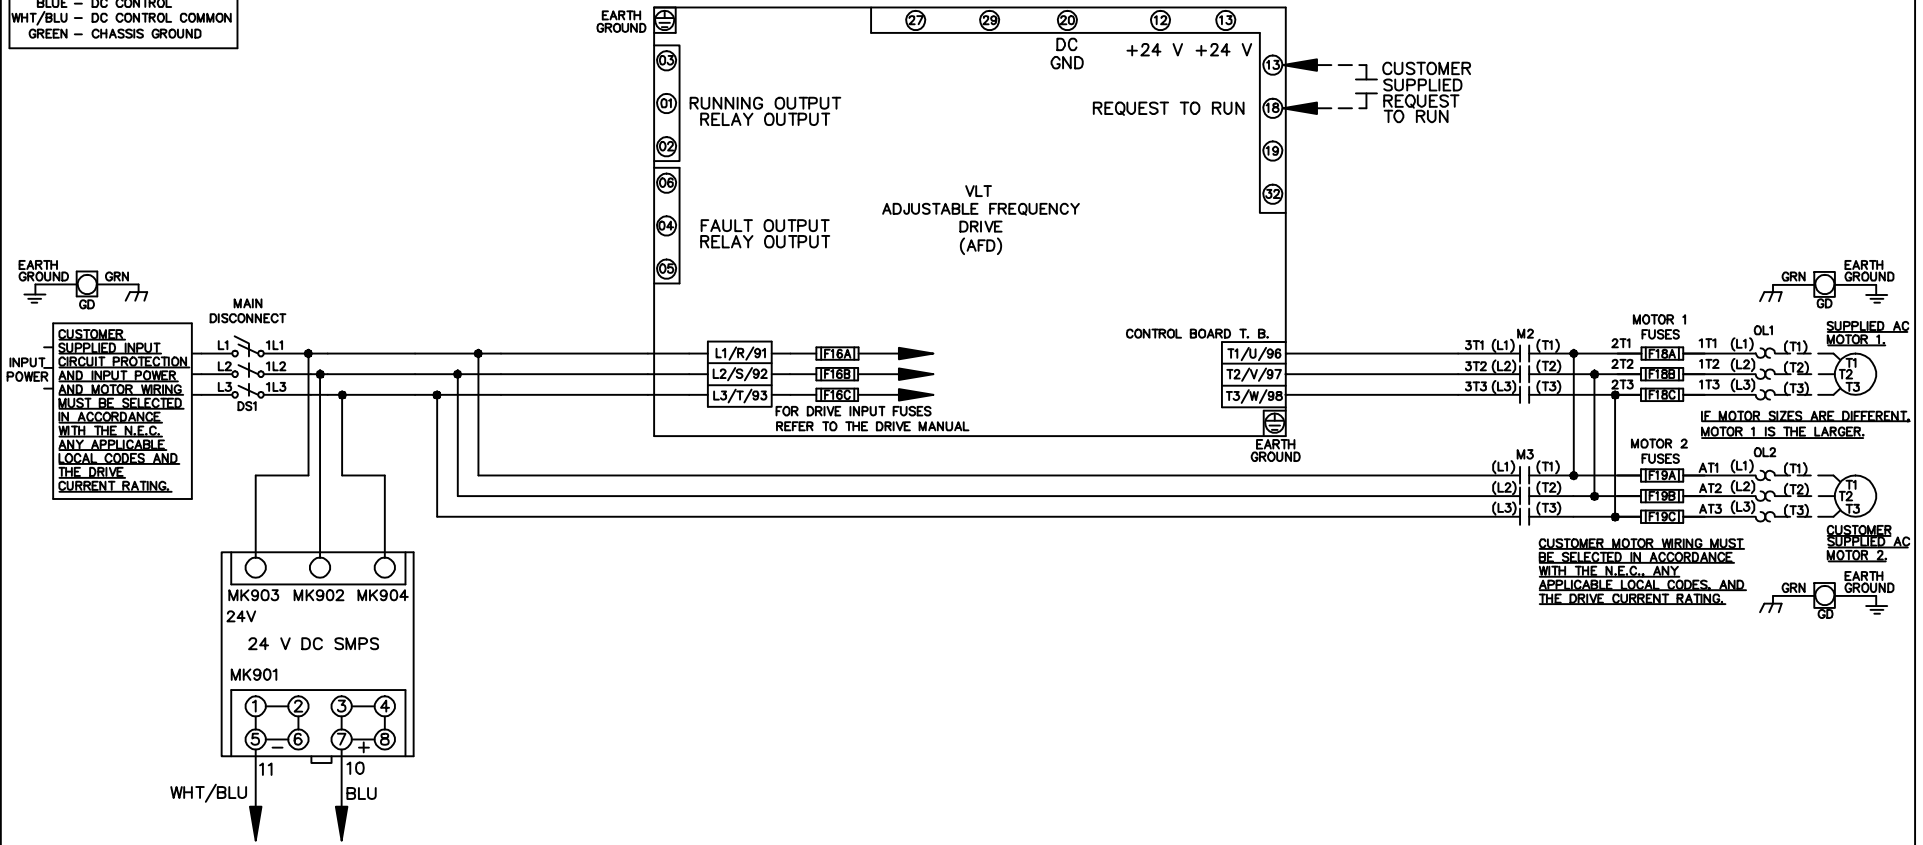 BLUE – DC CONTROL
WHT/BLU – DC CONTROL COMMON
GREEN – CHASSIS GROUND
EARTH
GROUND
27 29 20 12 13
DC
GND
+24 V +24 V
03
01
02
RUNNING OUTPUT
RELAY OUTPUT
06
04
05
FAULT OUTPUT
RELAY OUTPUT
VLT
ADJUSTABLE FREQUENCY
DRIVE
(AFD)
REQUEST TO RUN
13
18
19
32
CUSTOMER
SUPPLIED
REQUEST
TO RUN
EARTH
GROUND
GRN
GD
INPUT
POWER
CUSTOMER
SUPPLIED INPUT
CIRCUIT PROTECTION
AND INPUT POWER
AND MOTOR WIRING
MUST BE SELECTED
IN ACCORDANCE
WITH THE N.E.C.
ANY APPLICABLE
LOCAL CODES AND
THE DRIVE
CURRENT RATING.
MAIN
DISCONNECT
L1 1L1
L2 1L2
L3 1L3
DS1
L1/R/91 F16A
L2/S/92 F16B
L3/T/93 F16C
FOR DRIVE INPUT FUSES
REFER TO THE DRIVE MANUAL
CONTROL BOARD T. B.
T1/U/96
T2/V/97
T3/W/98
EARTH
GROUND
M2
3T1 (L1) (T1)
3T2 (L2) (T2)
3T3 (L3) (T3)
MOTOR 1
FUSES
2T1 F18A 1T1
2T2 F18B 1T2
2T3 F18C 1T3
OL1
(L1) (T1)
(L2) (T2)
(L3) (T3)
GRN
EARTH
GROUND
GD
SUPPLIED AC
MOTOR 1.
T1
T2
T3
IF MOTOR SIZES ARE DIFFERENT,
MOTOR 1 IS THE LARGER.
M3
(L1) (T1)
(L2) (T2)
(L3) (T3)
MOTOR 2
FUSES
F19A AT1
F19B AT2
F19C AT3
OL2
(L1) (T1)
(L2) (T2)
(L3) (T3)
T1
T2
T3
CUSTOMER
SUPPLIED AC
MOTOR 2.
CUSTOMER MOTOR WIRING MUST
BE SELECTED IN ACCORDANCE
WITH THE N.E.C., ANY
APPLICABLE LOCAL CODES, AND
THE DRIVE CURRENT RATING.
GRN
EARTH
GROUND
GD
MK903 MK902 MK904
24V
24 V DC SMPS
MK901
1 2 3 4
5 – 6 7 + 8
11 10
WHT/BLU BLU